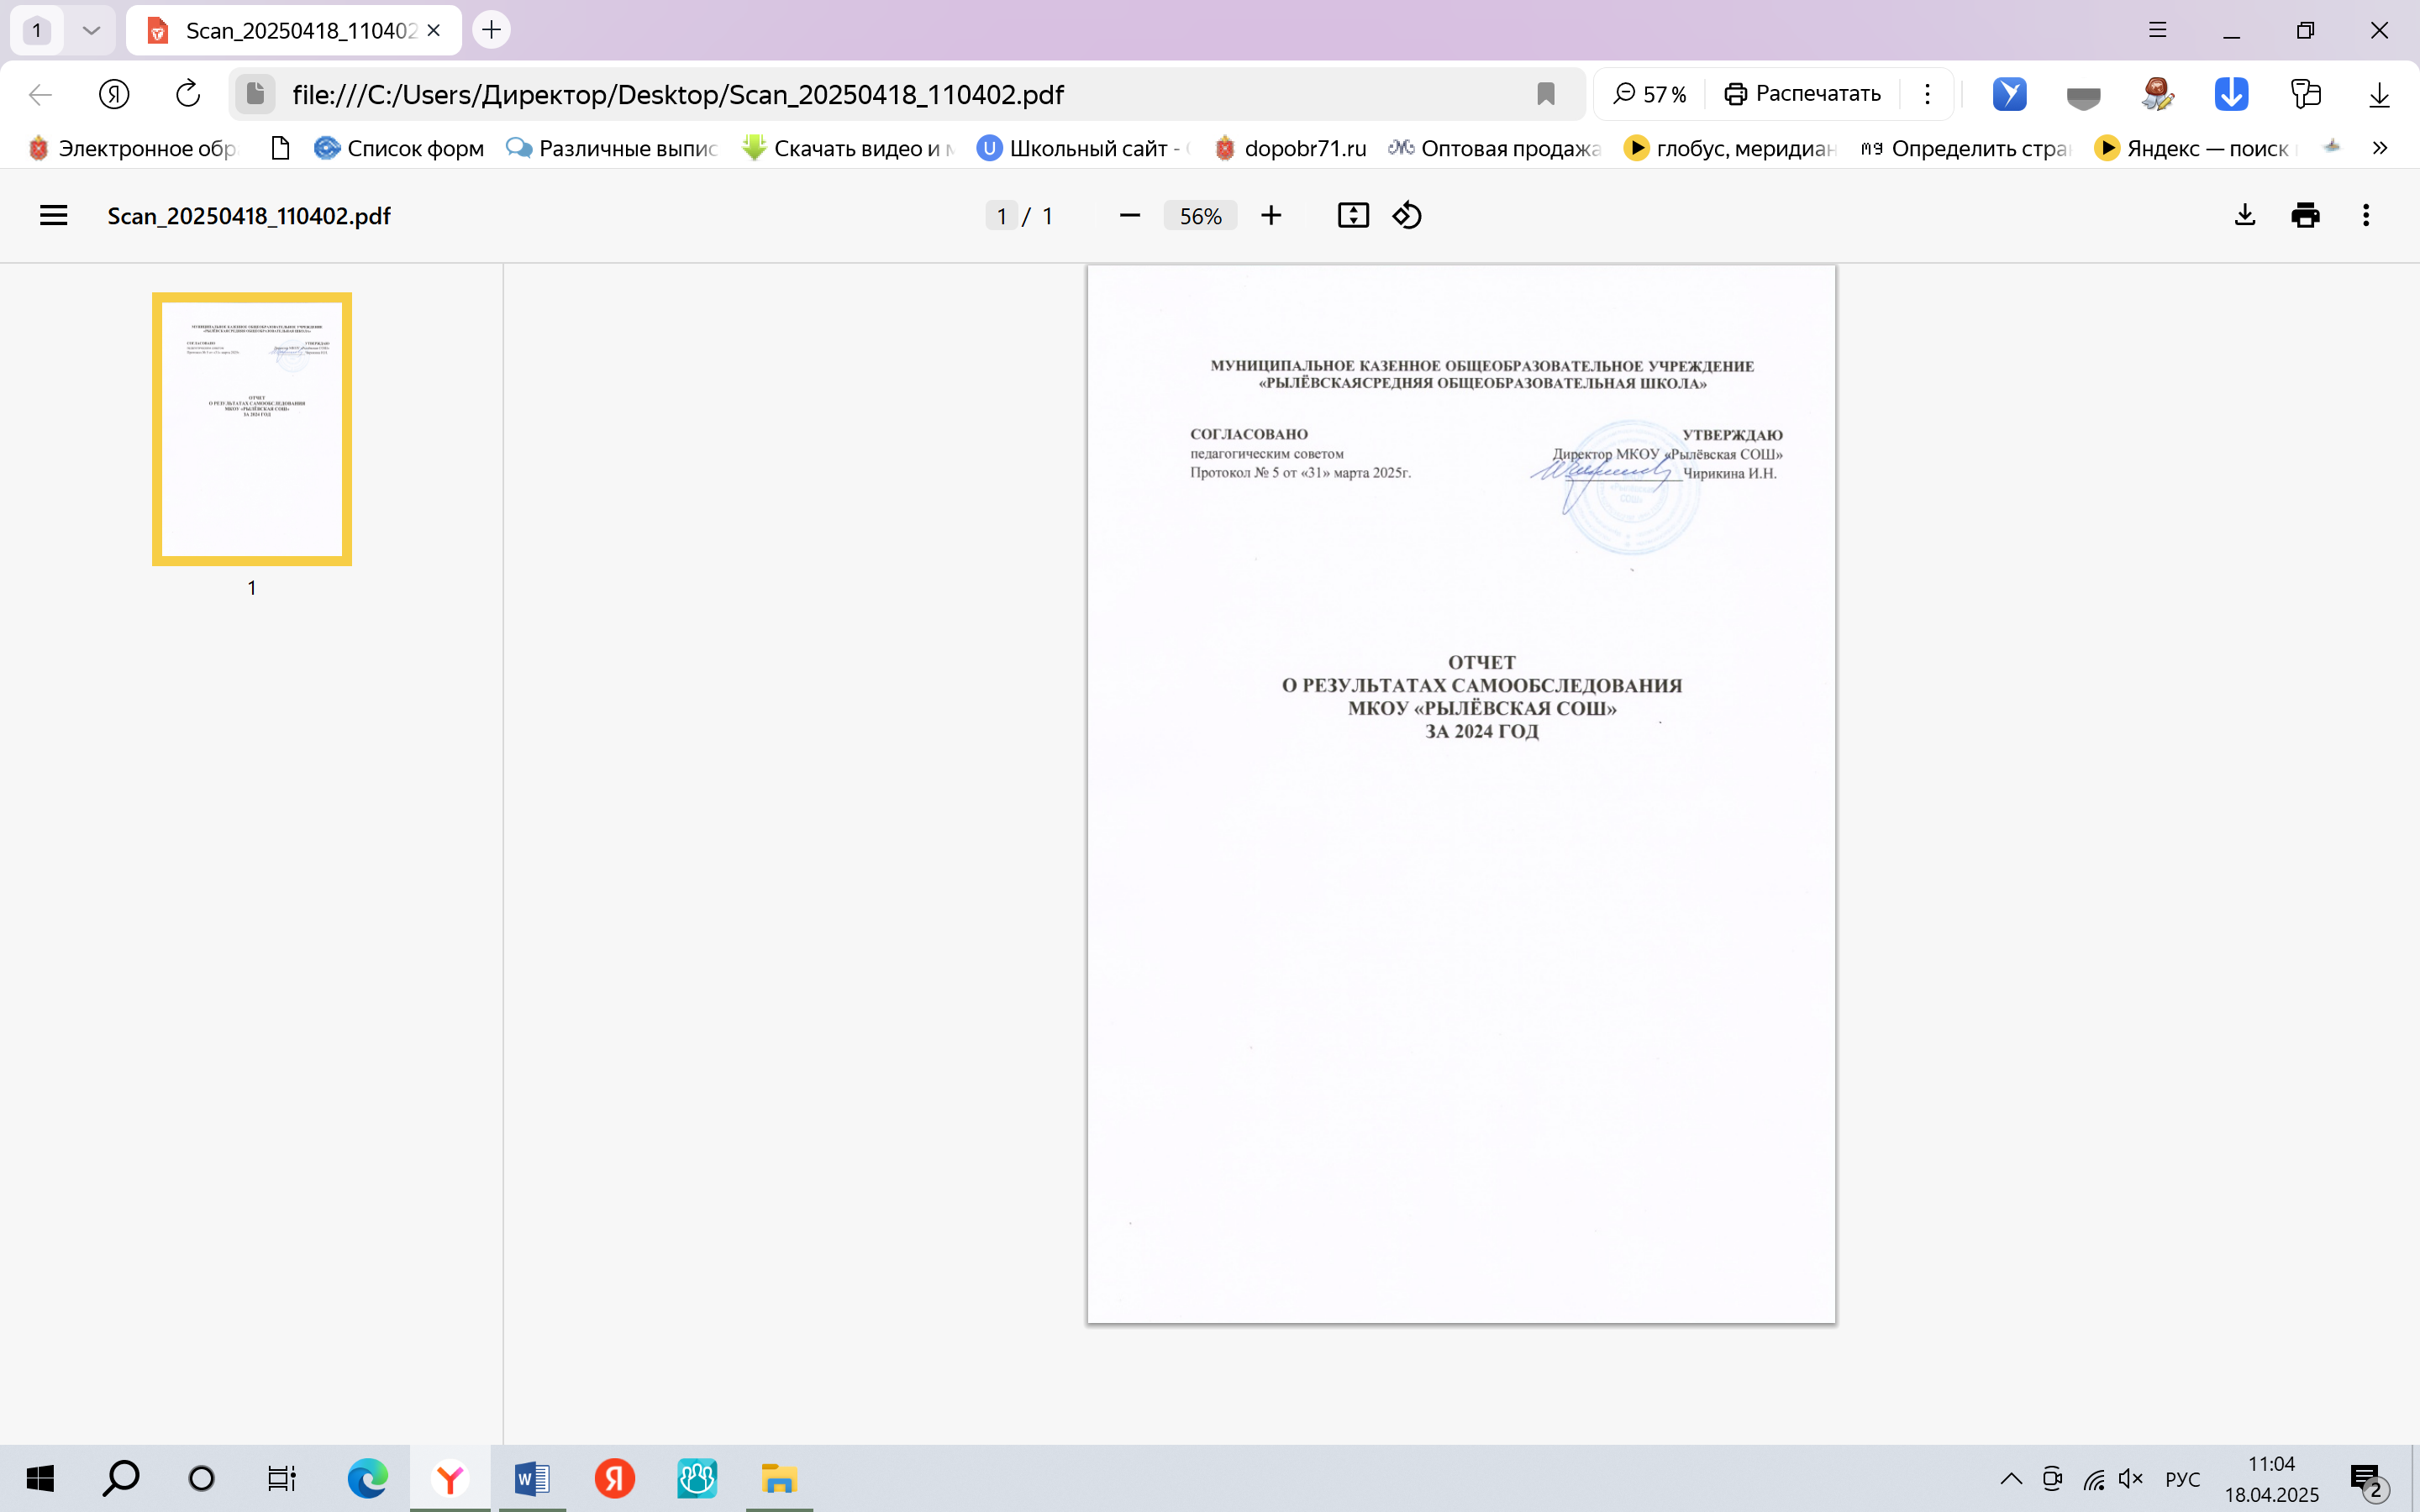 1
Scan_20250418_110402
file:///C:/Users/Директор/Desktop/Scan_20250418_110402.pdf
57 %
Распечатать
Электронное обр
Список форм
Различные выпис
Скачать видео и м
Школьный сайт -
dopobr71.ru
Оптовая продажа
глобус, меридиан
Определить стра
Яндекс — поиск
Scan_20250418_110402.pdf
1 / 1
56%
1
МУНИЦИПАЛЬНОЕ КАЗЕННОЕ ОБЩЕОБРАЗОВАТЕЛЬНОЕ УЧРЕЖДЕНИЕ
«РЫЛЁВСКАЯСРЕДНЯЯ ОБЩЕОБРАЗОВАТЕЛЬНАЯ ШКОЛА»
СОГЛАСОВАНО
педагогическим советом
Протокол № 5 от «31» марта 2025г.
УТВЕРЖДАЮ
Директор МКОУ «Рылёвская СОШ»
Чирикина И.Н.
ОТЧЕТ
О РЕЗУЛЬТАТАХ САМООБСЛЕДОВАНИЯ
МКОУ «РЫЛЁВСКАЯ СОШ»
ЗА 2024 ГОД
РУС
11:04
18.04.2025
2